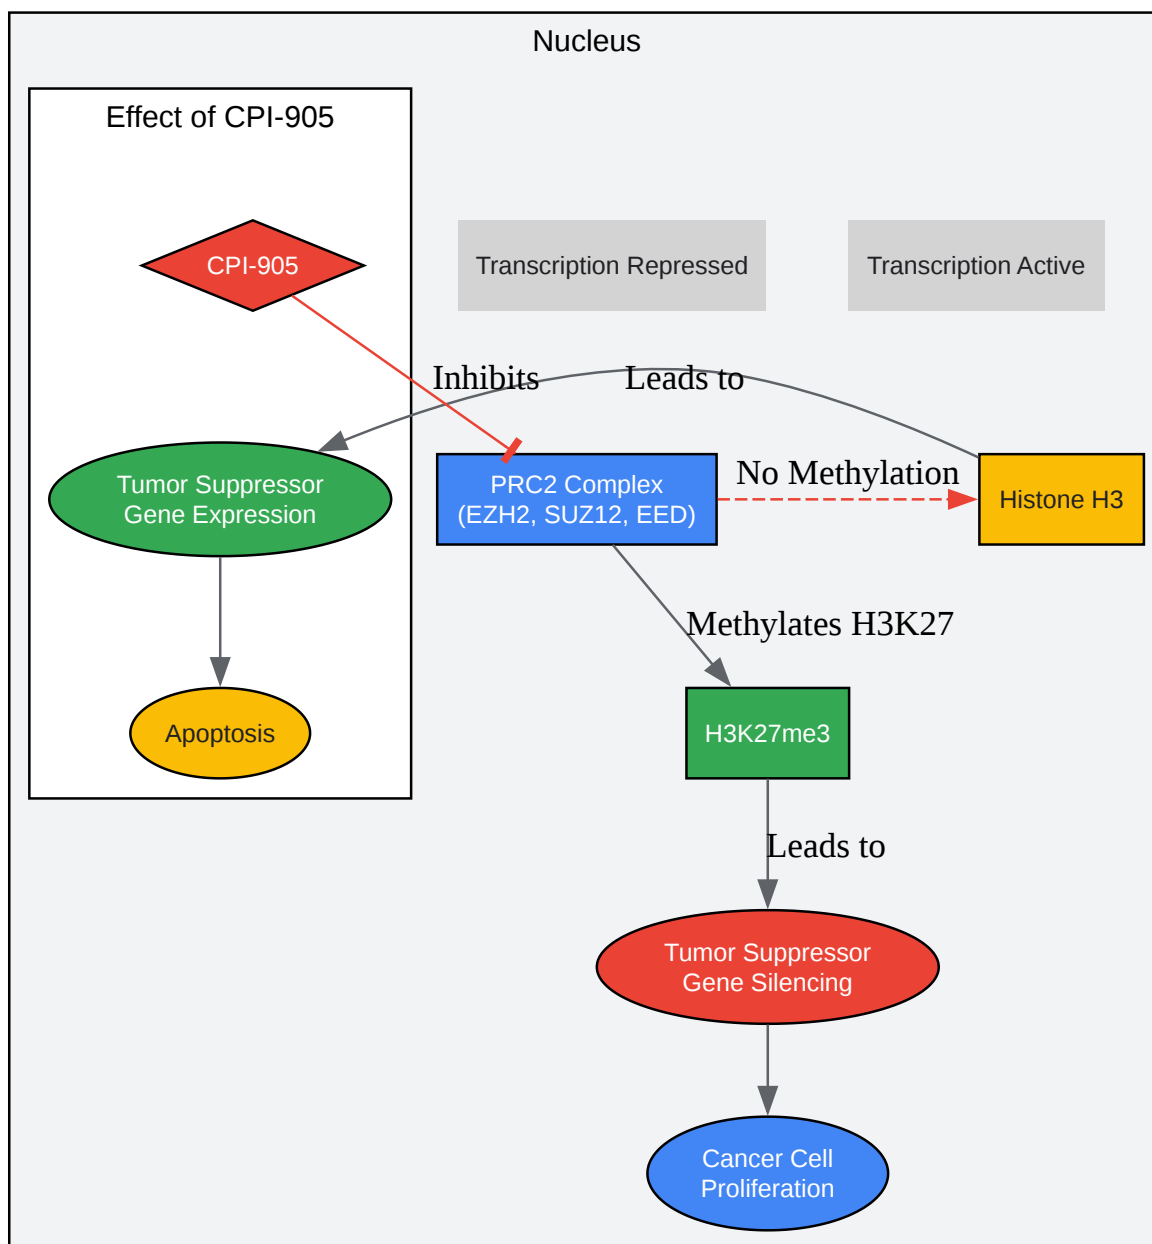 Nucleus
Effect of CPI-905
CPI-905
Transcription Repressed
Transcription Active
Inhibits
Leads to
Tumor Suppressor
Gene Expression
PRC2 Complex
(EZH2, SUZ12, EED)
No Methylation
Histone H3
Methylates H3K27
Apoptosis
H3K27me3
Leads to
Tumor Suppressor
Gene Silencing
Cancer Cell
Proliferation